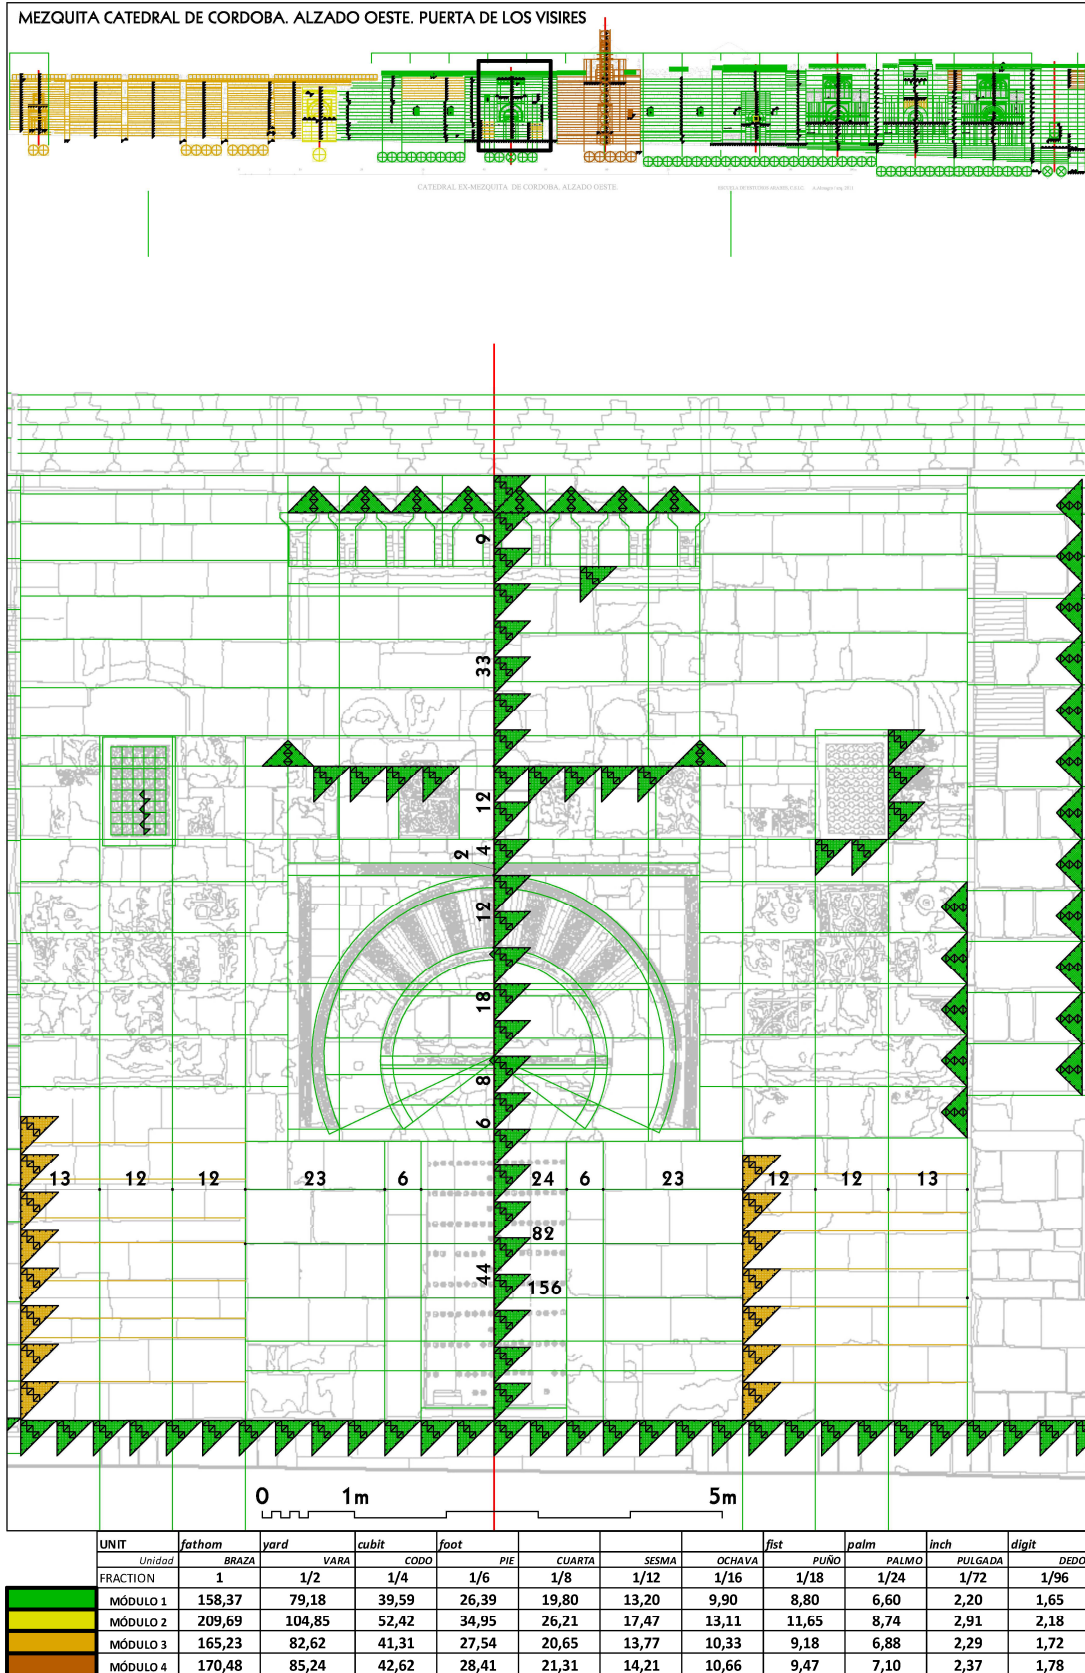 MEZQUITA CATEDRAL DE CORDOBA. ALZADO OESTE. PUERTA DE LOS VISIRES
CATEDRAL EX-MEZQUITA DE CORDOBA. ALZADO OESTE.
9
33
12
2 4
12
18
8
6
13 12 12 23 6 24 6 23 12 12 13
82
44
156
0 1m 5m
UNIT fathom yard cubit foot fist palm inch digit
Unidad BRAZA VARA CODO PIE CUARTA SESMA OCHAVA PUÑO PALMO PULGADA DEDO
FRACTION 1 1/2 1/4 1/6 1/8 1/12 1/16 1/18 1/24 1/72 1/96
MÓDULO 1 158,37 79,18 39,59 26,39 19,80 13,20 9,90 8,80 6,60 2,20 1,65
MÓDULO 2 209,69 104,85 52,42 34,95 26,21 17,47 13,11 11,65 8,74 2,91 2,18
MÓDULO 3 165,23 82,62 41,31 27,54 20,65 13,77 10,33 9,18 6,88 2,29 1,72
MÓDULO 4 170,48 85,24 42,62 28,41 21,31 14,21 10,66 9,47 7,10 2,37 1,78